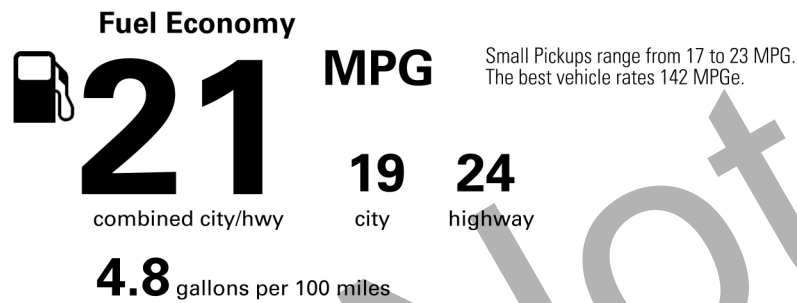 Fuel Economy
21 MPG
Small Pickups range from 17 to 23 MPG.
The best vehicle rates 142 MPGe.
19 24
combined city/hwy city highway
4.8 gallons per 100 miles
Not